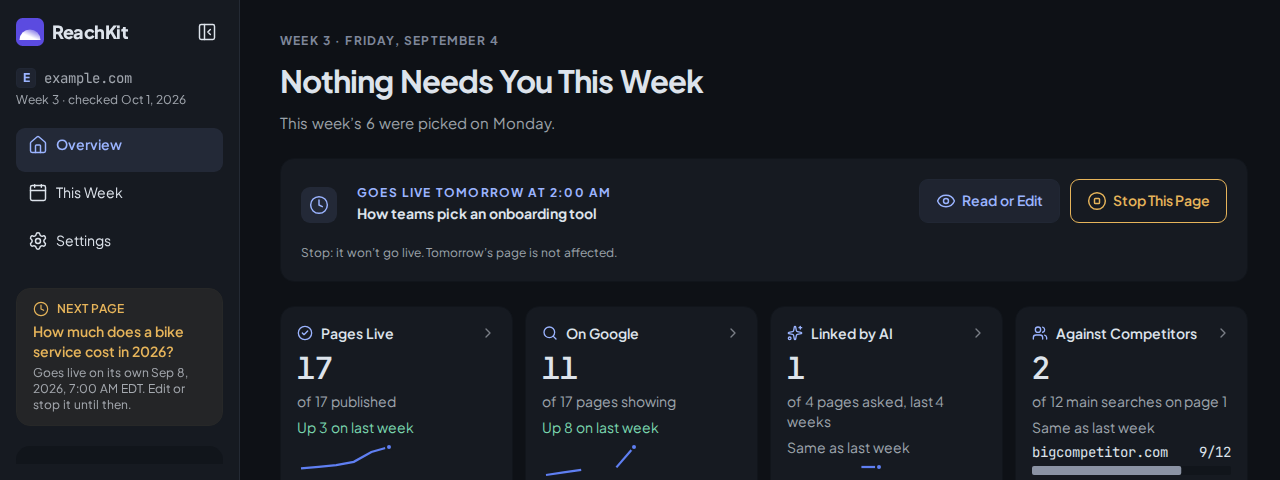 ReachKit
E example.com
Week 3 · checked Oct 1, 2026
Overview
This Week
Settings
NEXT PAGE
How much does a bike
service cost in 2026?
Goes live on its own Sep 8,
2026, 7:00 AM EDT. Edit or
stop it until then.
WEEK 3 · FRIDAY, SEPTEMBER 4
Nothing Needs You This Week
This week's 6 were picked on Monday.
GOES LIVE TOMORROW AT 2:00 AM
How teams pick an onboarding tool
Read or Edit
Stop This Page
Stop: it won't go live. Tomorrow's page is not affected.
Pages Live
17
of 17 published
Up 3 on last week
On Google
11
of 17 pages showing
Up 8 on last week
Linked by AI
1
of 4 pages asked, last 4
weeks
Same as last week
Against Competitors
2
of 12 main searches on page 1
Same as last week
bigcompetitor.com 9/12